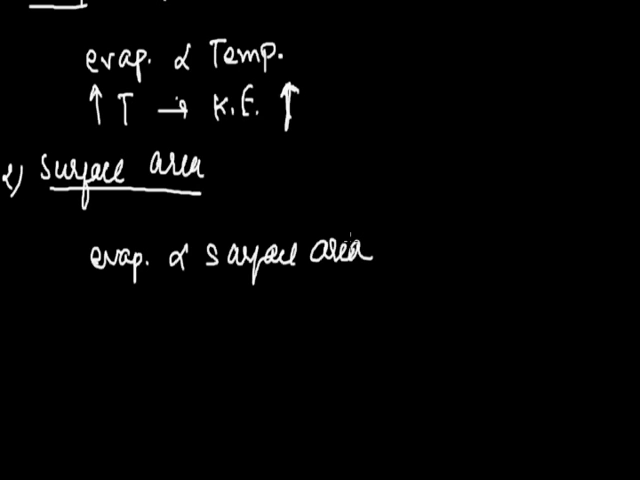 evap. ∝ Temp.
↑ T → K.E. ↑
2) Surface area
evap. ∝ Surface area